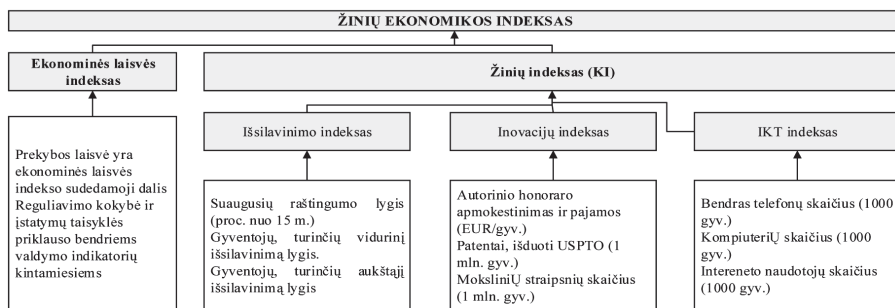 ŽINIŲ EKONOMIKOS INDEKSAS
Ekonominės laisvės
indeksas
Žinių indeksas (KI)
Išsilavinimo indeksas
Inovacijų indeksas
IKT indeksas
Prekybos laisvė yra
ekonominės laisvės
indekso sudedamoji dalis
Reguliavimo kokybė ir
įstatymų taisyklės
priklauso bendriems
valdymo indikatorių
kintamiesiems
Suaugusių raštingumo lygis
(proc. nuo 15 m.)
Gyventojų, turinčių vidurinį
išsilavinimą lygis.
Gyventojų, turinčių aukštąjį
išsilavinimą lygis
Autorinio honoraro
apmokestinimas ir pajamos
(EUR/gyv.)
Patentai, išduoti USPTO (1
mln. gyv.)
MoksliniŲ straipsnių skaičius
(1 mln. gyv.)
Bendras telefonų skaičius (1000
gyv.)
KompiuteriŲ skaičius (1000
gyv.)
Intereneto naudotojų skaičius
(1000 gyv.)